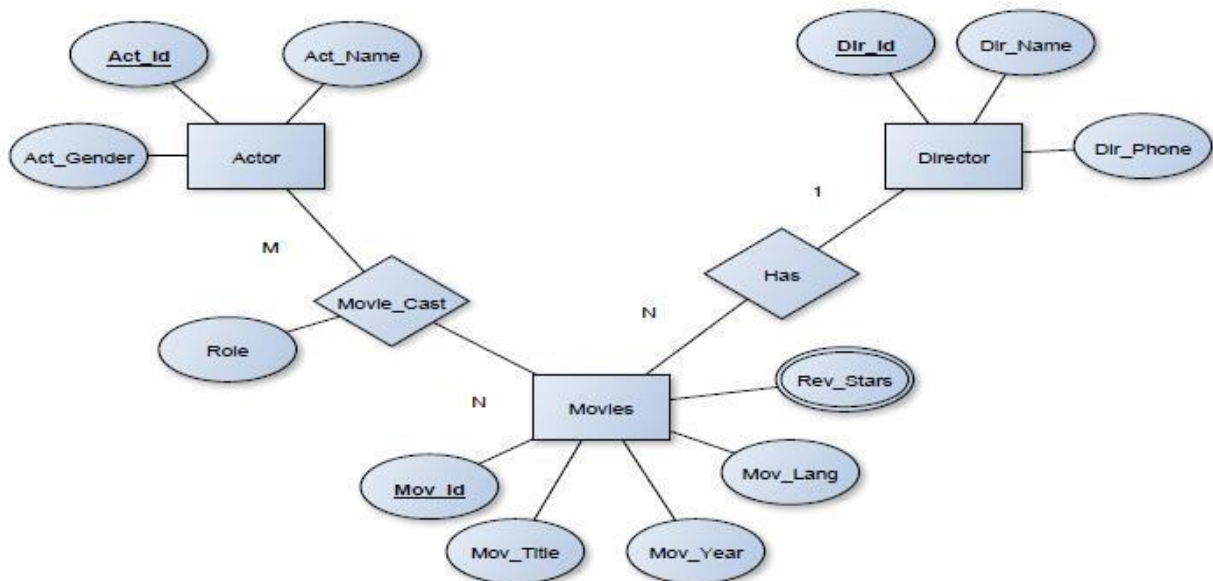 Act_Id
Act_Name
Act_Gender
Actor
Dir_Id
Dir_Name
Director
Dir_Phone
M
1
Movie_Cast
Has
Role
N
N
Movies
Rev_Stars
Mov_Id
Mov_Lang
Mov_Title
Mov_Year